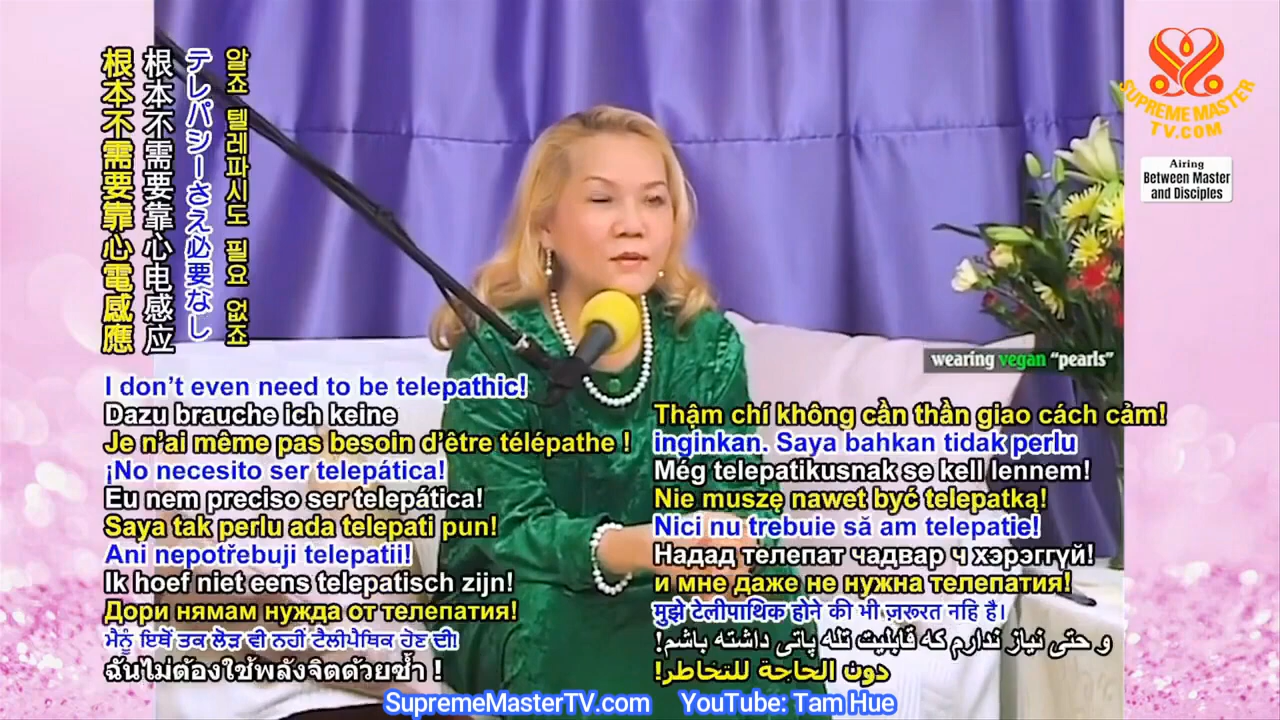 根本不需要靠心電感應
根本不需要靠心电感应
テレパシーさえ必要なし
알죠 텔레파시도 필요 없죠
SUPREME MASTER
TV.COM
Airing
Between Master
and Disciples
wearing vegan “pearls”
I don’t even need to be telepathic!
Dazu brauche ich keine
Je n’ai même pas besoin d’être télépathe !
¡No necesito ser telepática!
Eu nem preciso ser telepática!
Saya tak perlu ada telepati pun!
Ani nepotřebuji telepatii!
Ik hoef niet eens telepatisch zijn!
Дори нямам нужда от телепатия!
ਮੈਨੂੰ ਇਥੋਂ ਤਕ ਲੋੜ ਵੀ ਨਹੀਂ ਟੈਲੀਪੈਥਿਕ ਹੋਣ ਦੀ!
ฉันไม่ต้องใช้พลังจิตด้วยซ้ำ !
Thậm chí không cần thần giao cách cảm!
inginkan. Saya bahkan tidak perlu
Még telepatikusnak se kell lennem!
Nie muszę nawet być telepatką!
Nici nu trebuie să am telepatie!
Надад телепат чадвар ч хэрэггүй!
и мне даже не нужна телепатия!
मुझे टेलीपाथिक होने की भी ज़रूरत नहि है।
و حتی نیاز ندارم که قابلیت تله پاتی داشته باشم!
دون الحاجة للتخاطر!
SupremeMasterTV.com YouTube: Tam Hue